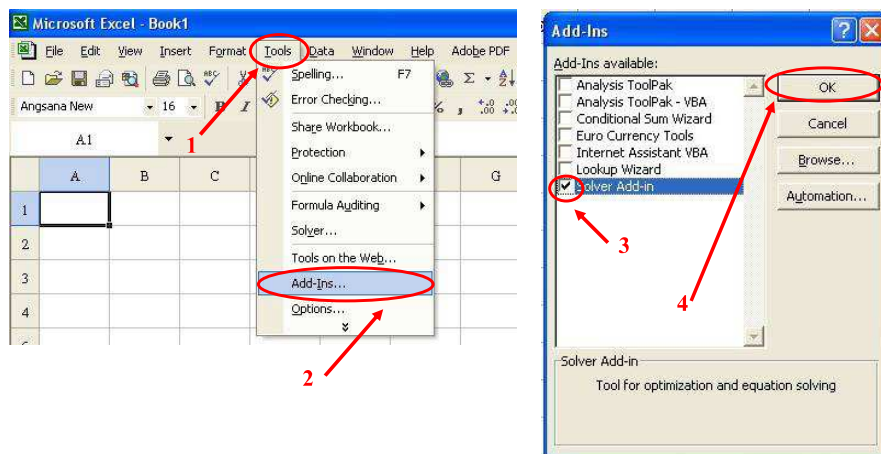 Microsoft Excel - Book1
File Edit View Insert Format Tools Data Window Help Adobe PDF
Angsana New 16 B I
A1
A B C G
1
2
3
4
Spelling... F7
Error Checking...
Share Workbook...
Protection
Online Collaboration
Formula Auditing
Solver...
Tools on the Web...
Add-Ins...
Options...
1
2
Add-Ins
Add-Ins available:
Analysis ToolPak
Analysis ToolPak - VBA
Conditional Sum Wizard
Euro Currency Tools
Internet Assistant VBA
Lookup Wizard
Solver Add-in
OK
Cancel
Browse...
Automation...
3
4
Solver Add-in
Tool for optimization and equation solving